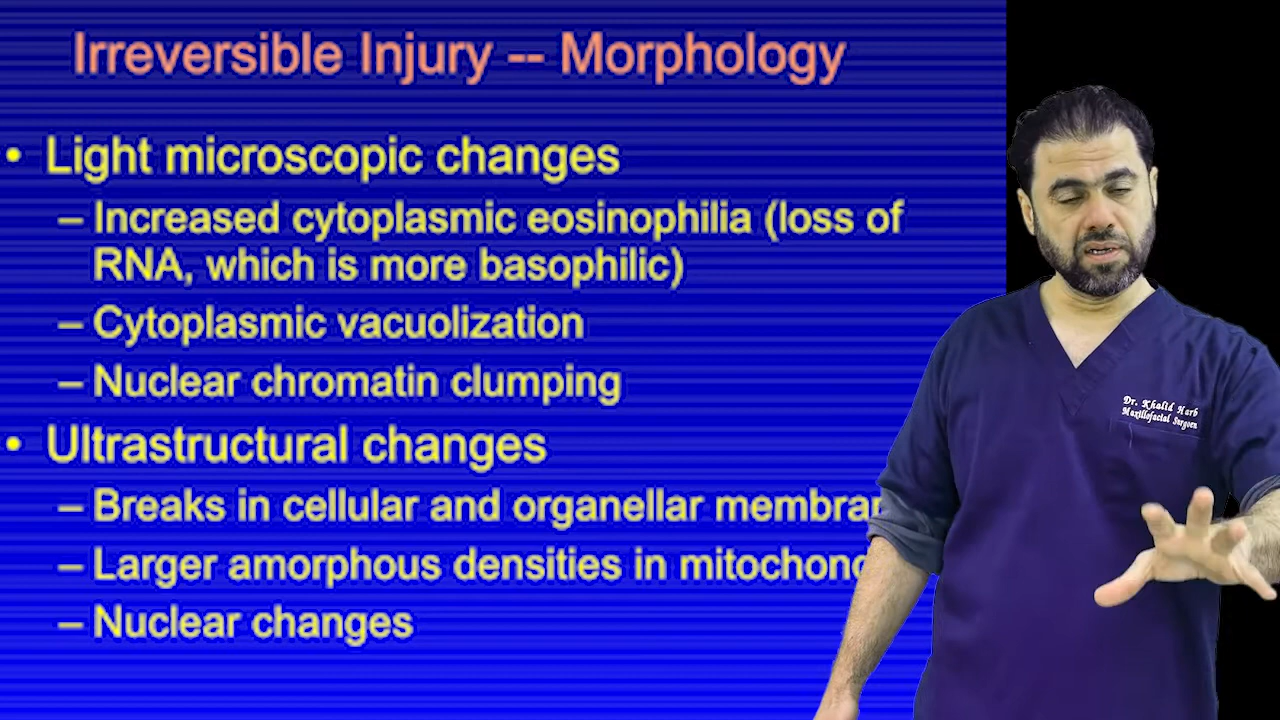 Irreversible Injury -- Morphology
• Light microscopic changes
– Increased cytoplasmic eosinophilia (loss of
RNA, which is more basophilic)
– Cytoplasmic vacuolization
– Nuclear chromatin clumping
• Ultrastructural changes
– Breaks in cellular and organellar
– Larger amorphous densities in
– Nuclear changes
Dr. Khalid Harb
Maxillofacial Surgeon